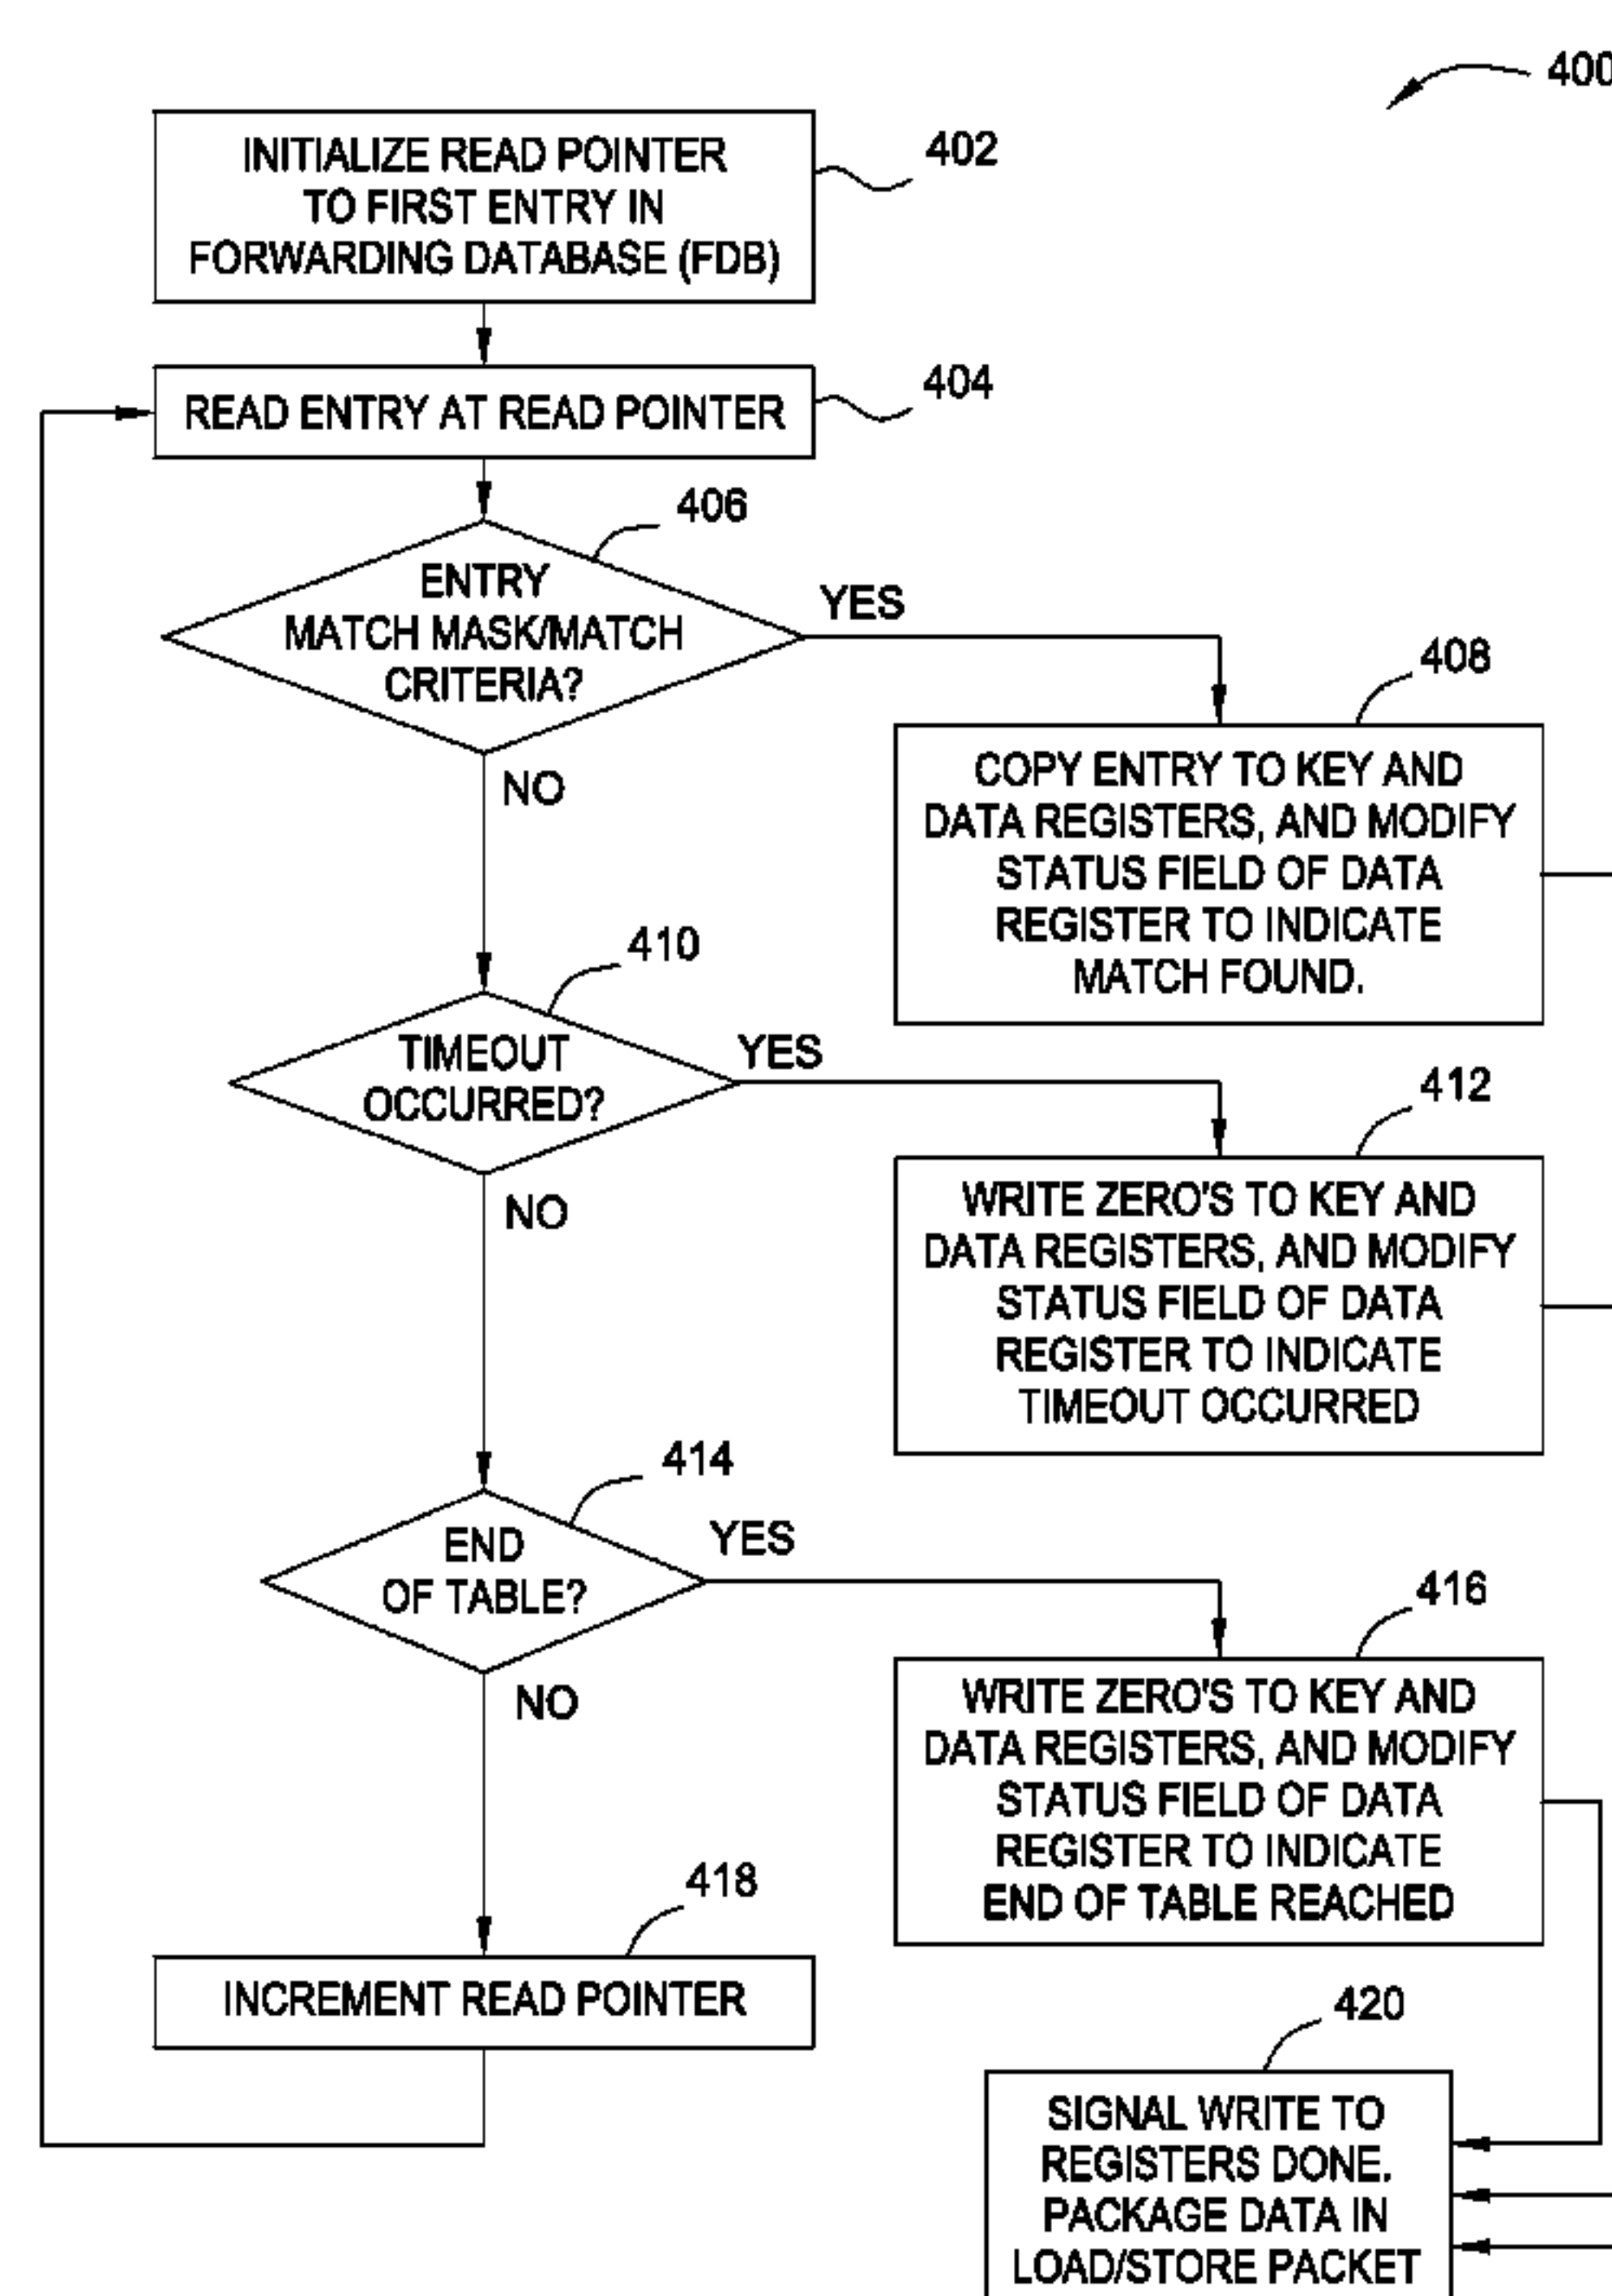 400
INITIALIZE READ POINTER
TO FIRST ENTRY IN
FORWARDING DATABASE (FDB)
402
READ ENTRY AT READ POINTER
404
406
ENTRY
MATCH MASK/MATCH
CRITERIA?
YES
NO
408
COPY ENTRY TO KEY AND
DATA REGISTERS, AND MODIFY
STATUS FIELD OF DATA
REGISTER TO INDICATE
MATCH FOUND.
410
TIMEOUT
OCCURRED?
YES
NO
412
WRITE ZERO'S TO KEY AND
DATA REGISTERS, AND MODIFY
STATUS FIELD OF DATA
REGISTER TO INDICATE
TIMEOUT OCCURRED
414
END
OF TABLE?
YES
NO
416
WRITE ZERO'S TO KEY AND
DATA REGISTERS, AND MODIFY
STATUS FIELD OF DATA
REGISTER TO INDICATE
END OF TABLE REACHED
418
INCREMENT READ POINTER
420
SIGNAL WRITE TO
REGISTERS DONE.
PACKAGE DATA IN
LOAD/STORE PACKET